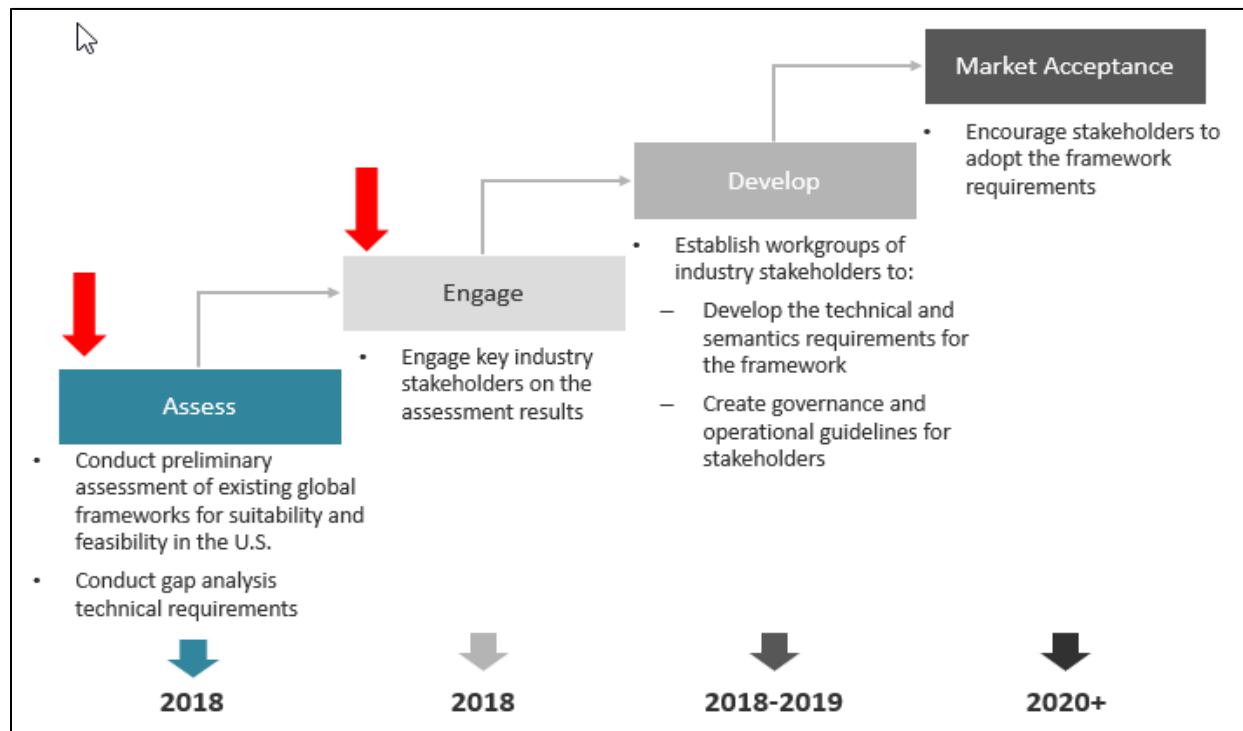 Assess
• Conduct preliminary
assessment of existing global
frameworks for suitability and
feasibility in the U.S.
• Conduct gap analysis
technical requirements
2018
Engage
• Engage key industry
stakeholders on the
assessment results
2018
Develop
• Establish workgroups of
industry stakeholders to:
– Develop the technical and
semantics requirements for
the framework
– Create governance and
operational guidelines for
stakeholders
2018-2019
Market Acceptance
• Encourage stakeholders to
adopt the framework
requirements
2020+